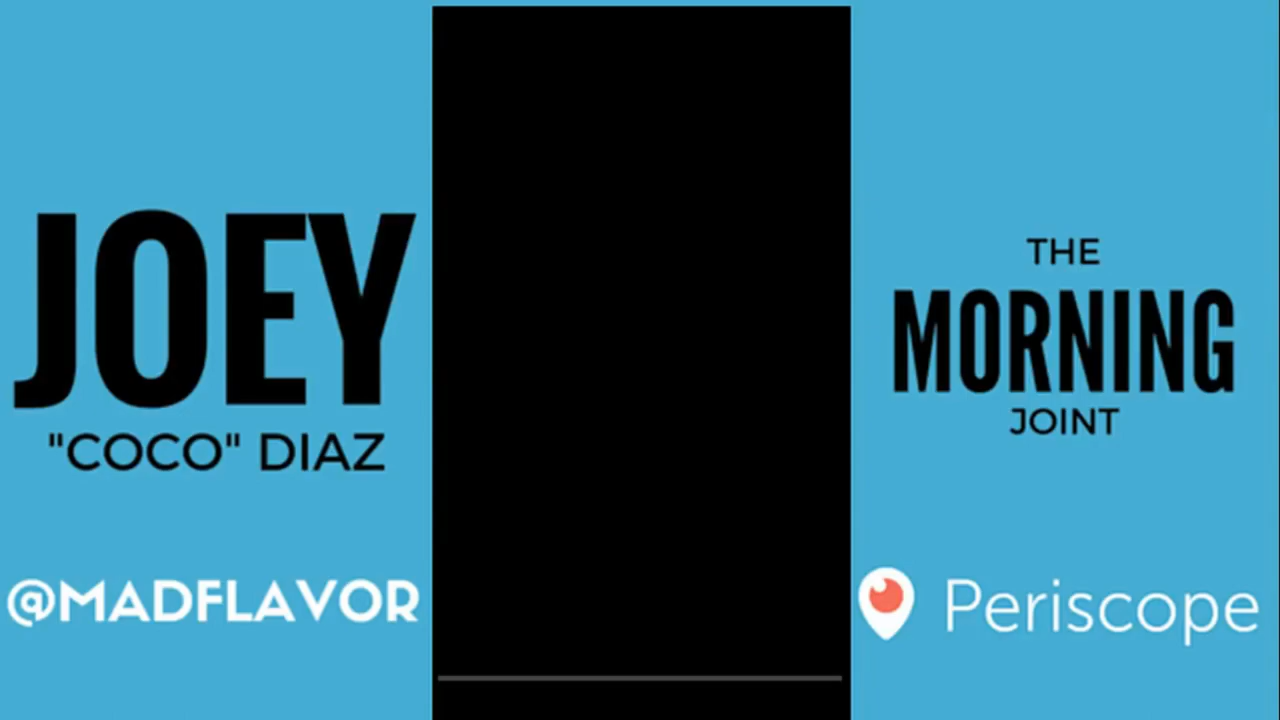 JOEY
"COCO" DIAZ
@MADFLAVOR
THE
MORNING
JOINT
Periscope